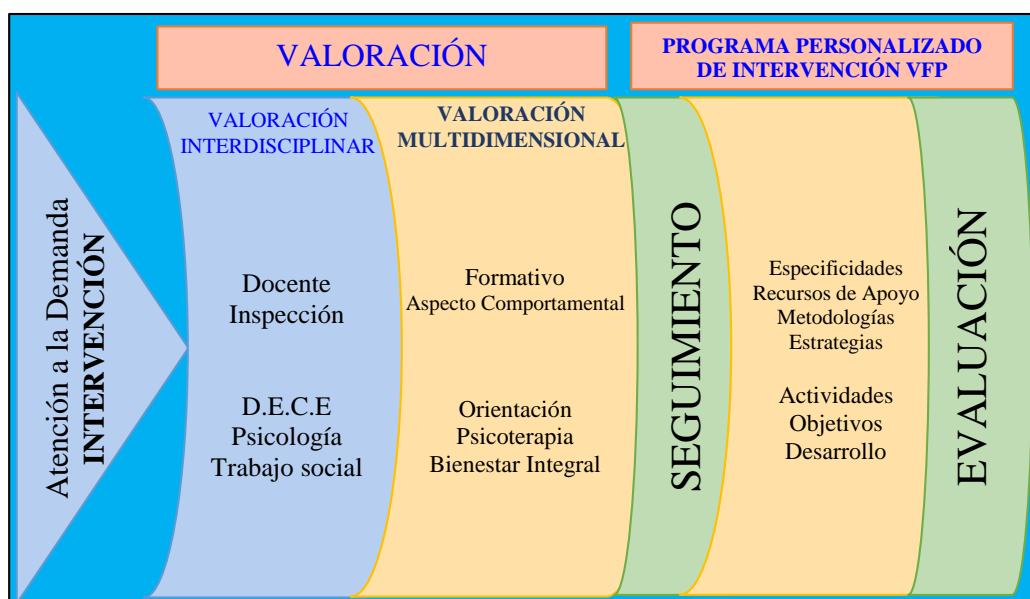 VALORACIÓN
PROGRAMA PERSONALIZADO
DE INTERVENCIÓN VFP
Atención a la Demanda
INTERVENCIÓN
VALORACIÓN
INTERDISCIPLINAR
Docente
Inspección
D.E.C.E
Psicología
Trabajo social
VALORACIÓN
MULTIDIMENSIONAL
Formativo
Aspecto Comportamental
Orientación
Psicoterapia
Bienestar Integral
SEGUIMIENTO
Especificidades
Recursos de Apoyo
Metodologías
Estrategias
Actividades
Objetivos
Desarrollo
EVALUACIÓN